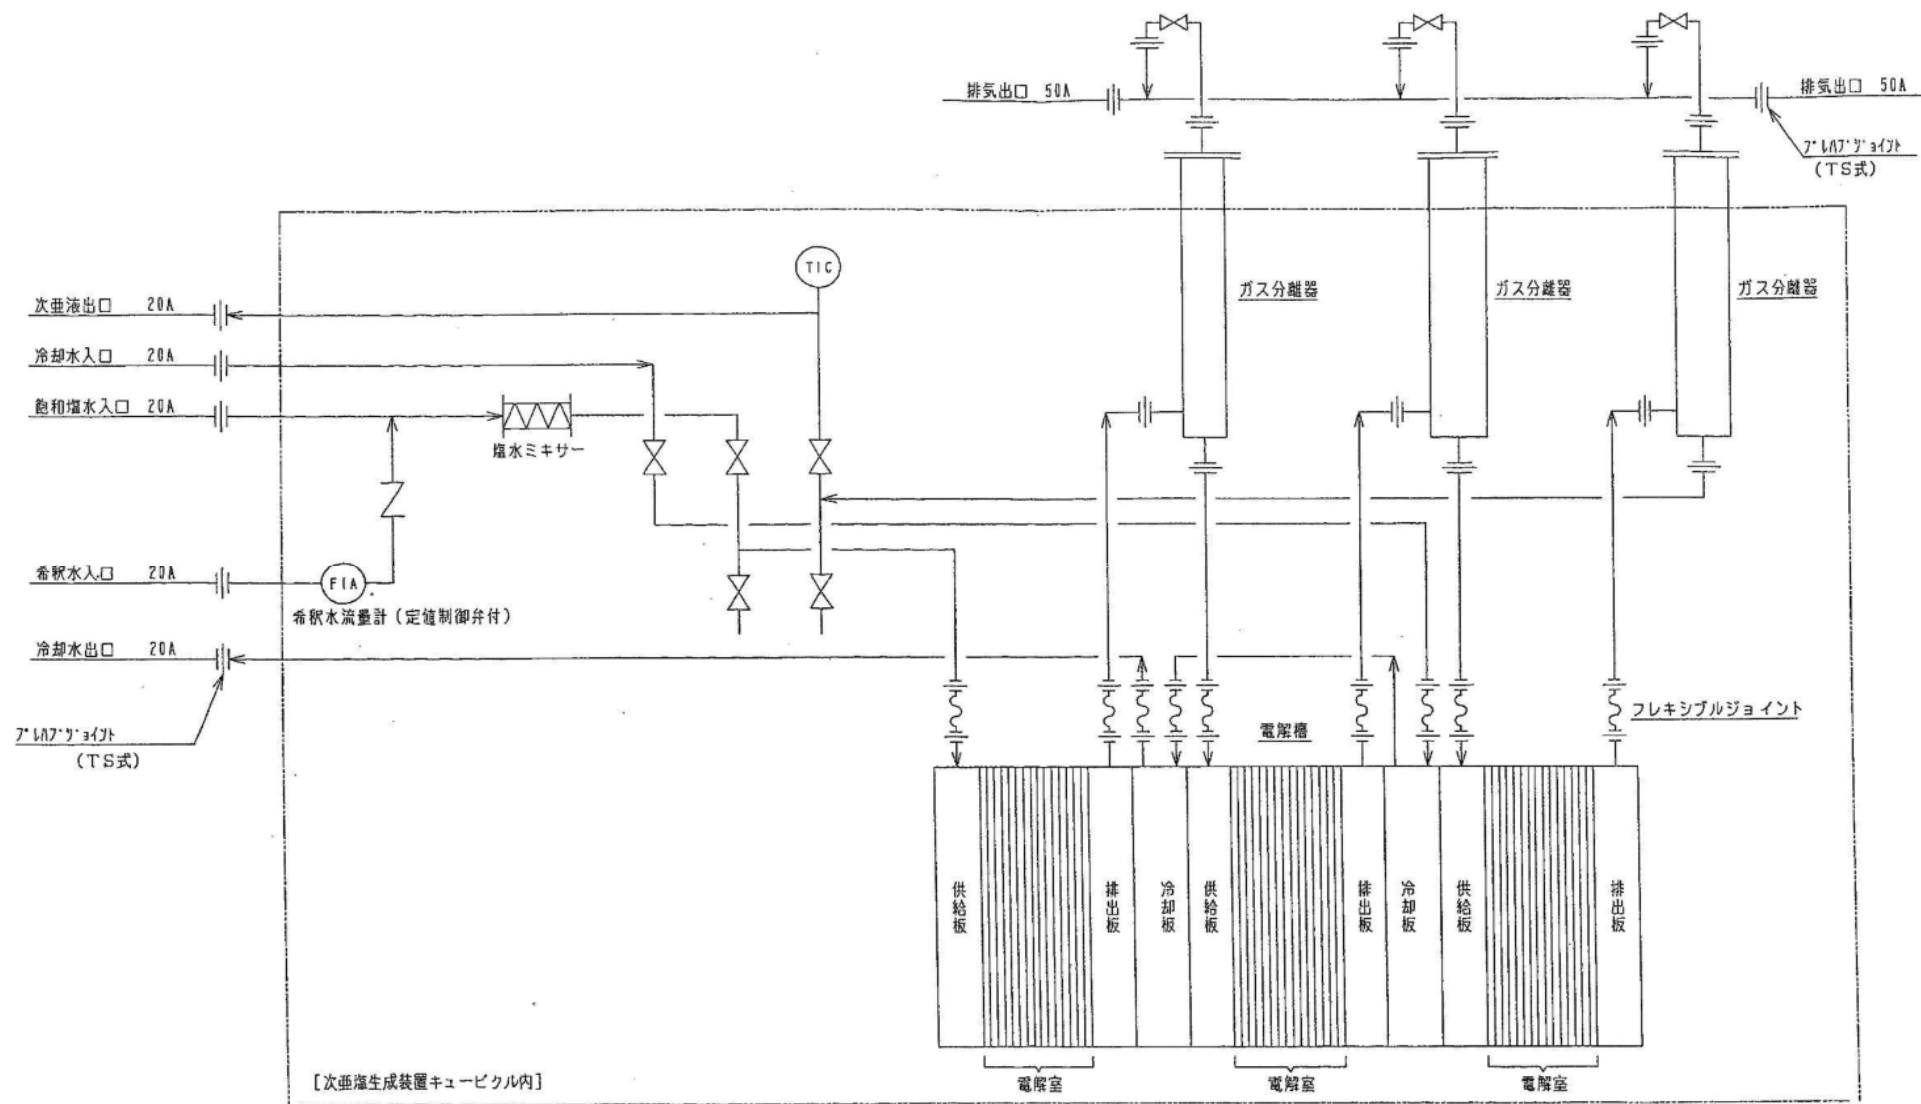 排気出口 50A
排気出口 50A
プレハブジョイント
(TS式)
TIC
ガス分離器
ガス分離器
ガス分離器
次亜液出口 20A
冷却水入口 20A
飽和塩水入口 20A
塩水ミキサー
希釈水入口 20A
FIA
希釈水流量計(定値制御弁付)
冷却水出口 20A
プレハブジョイント
(TS式)
フレキシブルジョイント
電解槽
供給板
排出板
冷却板
供給板
排出板
冷却板
供給板
排出板
[次亜塩生成装置キュービクル内]
電解室
電解室
電解室